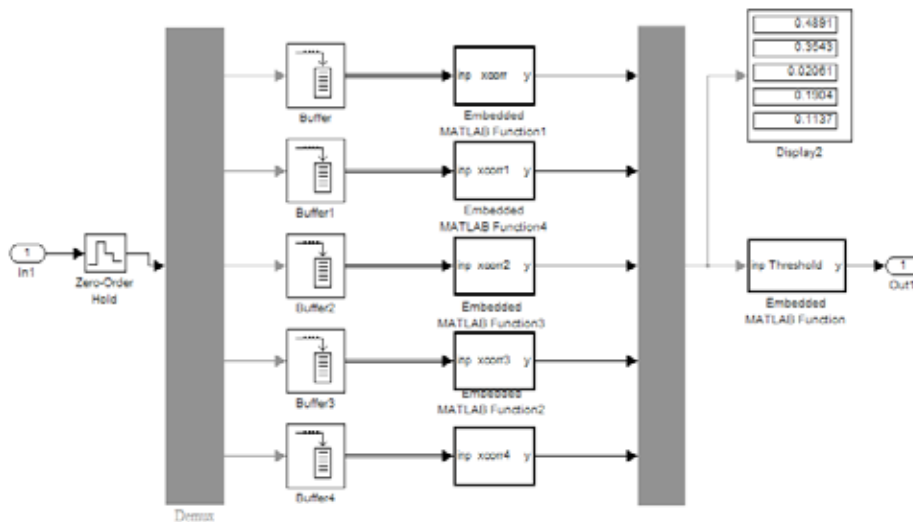 0.4891
0.3543
0.02061
0.1904
0.1137
Display2
Buffer
inp xcorr y
Embedded
MATLAB Function1
Buffer1
inp xcorr1 y
Embedded
MATLAB Function4
1
In1
Zero-Order
Hold
Buffer2
inp xcorr2 y
Embedded
MATLAB Function3
inp Threshold y
Embedded
MATLAB Function
1
Out1
Buffer3
inp xcorr3 y
Embedded
MATLAB Function2
Buffer4
inp xcorr4 y
Demux